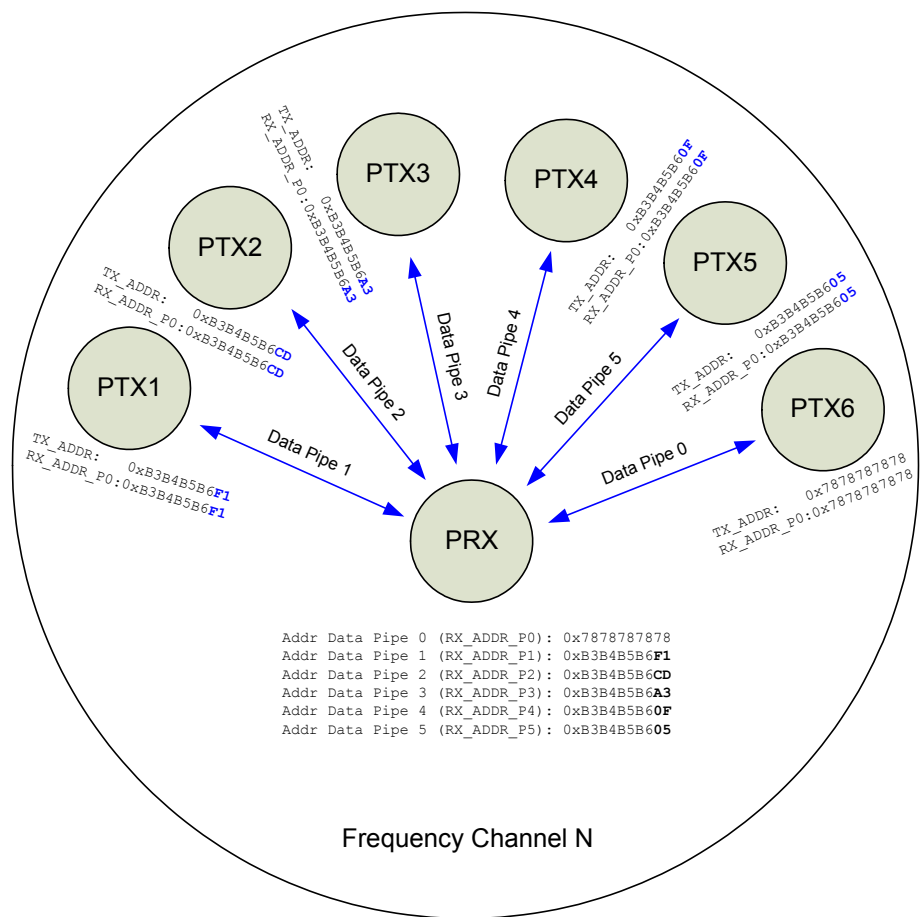 PTX3
PTX4
PTX2
PTX5
PTX1
PTX6
PRX
TX_ADDR: 0xB3B4B5B6F1
RX_ADDR_P0:0xB3B4B5B6F1
TX_ADDR: 0xB3B4B5B6CD
RX_ADDR_P0:0xB3B4B5B6CD
TX_ADDR: 0xB3B4B5B6A3
RX_ADDR_P0:0xB3B4B5B6A3
TX_ADDR: 0xB3B4B5B60F
RX_ADDR_P0:0xB3B4B5B60F
TX_ADDR: 0xB3B4B5B605
RX_ADDR_P0:0xB3B4B5B605
TX_ADDR: 0x7878787878
RX_ADDR_P0:0x7878787878
Data Pipe 1
Data Pipe 2
Data Pipe 3
Data Pipe 4
Data Pipe 5
Data Pipe 0
Addr Data Pipe 0 (RX_ADDR_P0): 0x7878787878
Addr Data Pipe 1 (RX_ADDR_P1): 0xB3B4B5B6F1
Addr Data Pipe 2 (RX_ADDR_P2): 0xB3B4B5B6CD
Addr Data Pipe 3 (RX_ADDR_P3): 0xB3B4B5B6A3
Addr Data Pipe 4 (RX_ADDR_P4): 0xB3B4B5B60F
Addr Data Pipe 5 (RX_ADDR_P5): 0xB3B4B5B605
Frequency Channel N